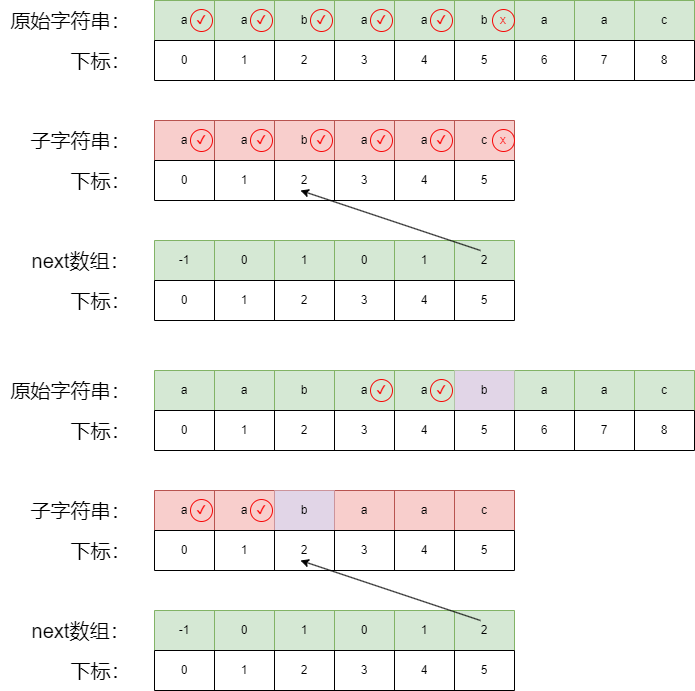 原始字符串： a ✓ a ✓ b ✓ a ✓ a ✓ b x a a c
下标： 0 1 2 3 4 5 6 7 8
子字符串： a ✓ a ✓ b ✓ a ✓ a ✓ c x
下标： 0 1 2 3 4 5
next数组： -1 0 1 0 1 2
下标： 0 1 2 3 4 5
原始字符串： a a b a ✓ a ✓ b a a c
下标： 0 1 2 3 4 5 6 7 8
子字符串： a ✓ a ✓ b a a c
下标： 0 1 2 3 4 5
next数组： -1 0 1 0 1 2
下标： 0 1 2 3 4 5